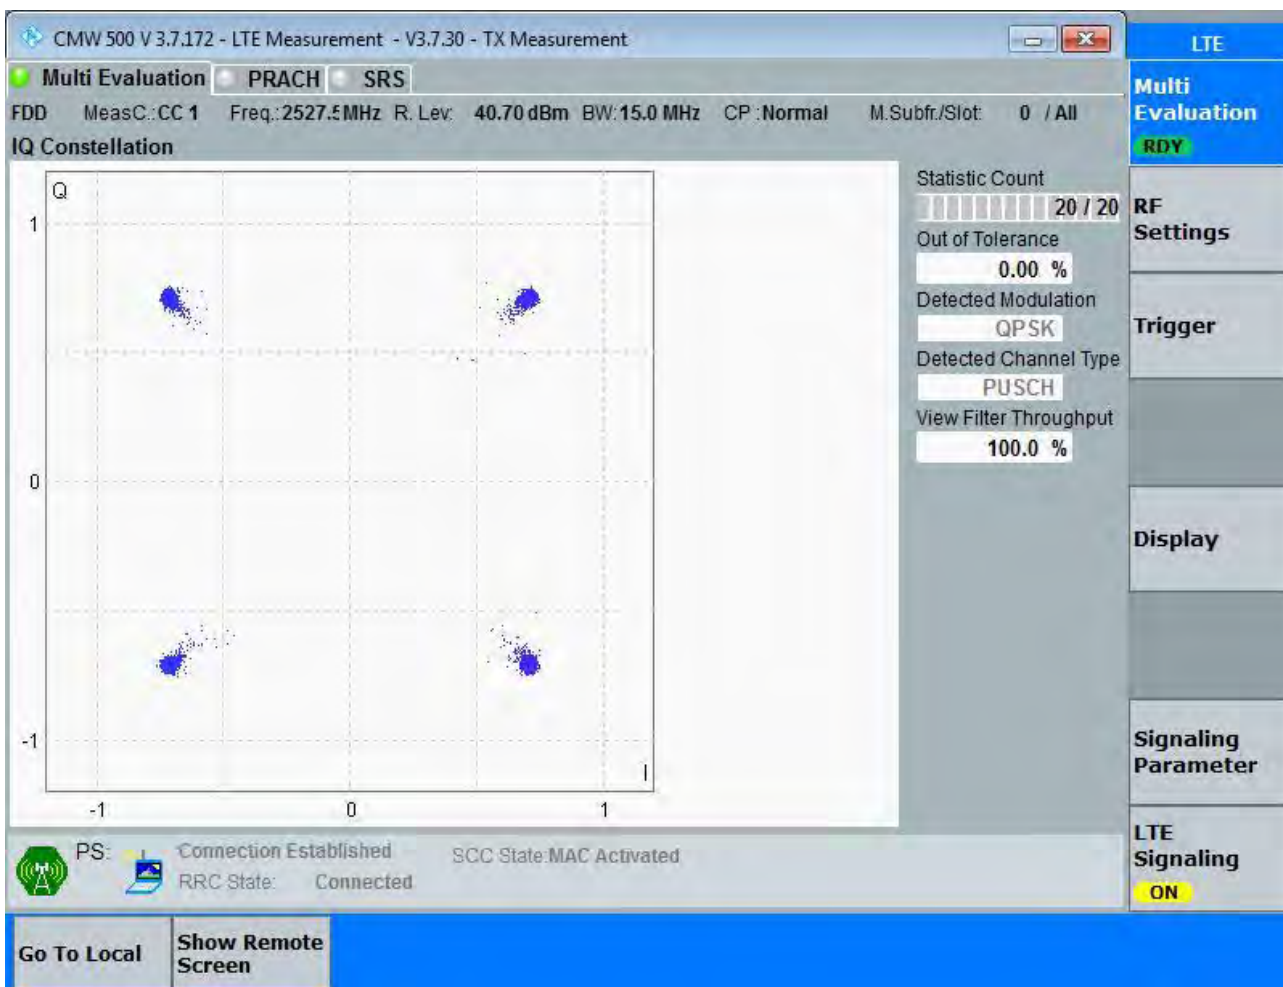 CMW 500 V 3.7.172 - LTE Measurement - V3.7.30 - TX Measurement
LTE
Multi Evaluation PRACH SRS
FDD MeasC.:CC 1 Freq.:2527.5MHz R. Lev: 40.70 dBm BW:15.0 MHz CP :Normal M.Subfr./Slot: 0 / All
IQ Constellation
Q
1
0
-1
I
-1 0 1
Statistic Count
20 / 20
Out of Tolerance
0.00 %
Detected Modulation
QPSK
Detected Channel Type
PUSCH
View Filter Throughput
100.0 %
Multi
Evaluation
RDY
RF
Settings
Trigger
Display
Signaling
Parameter
LTE
Signaling
ON
PS: Connection Established SCC State:MAC Activated
RRC State: Connected
Go To Local
Show Remote
Screen